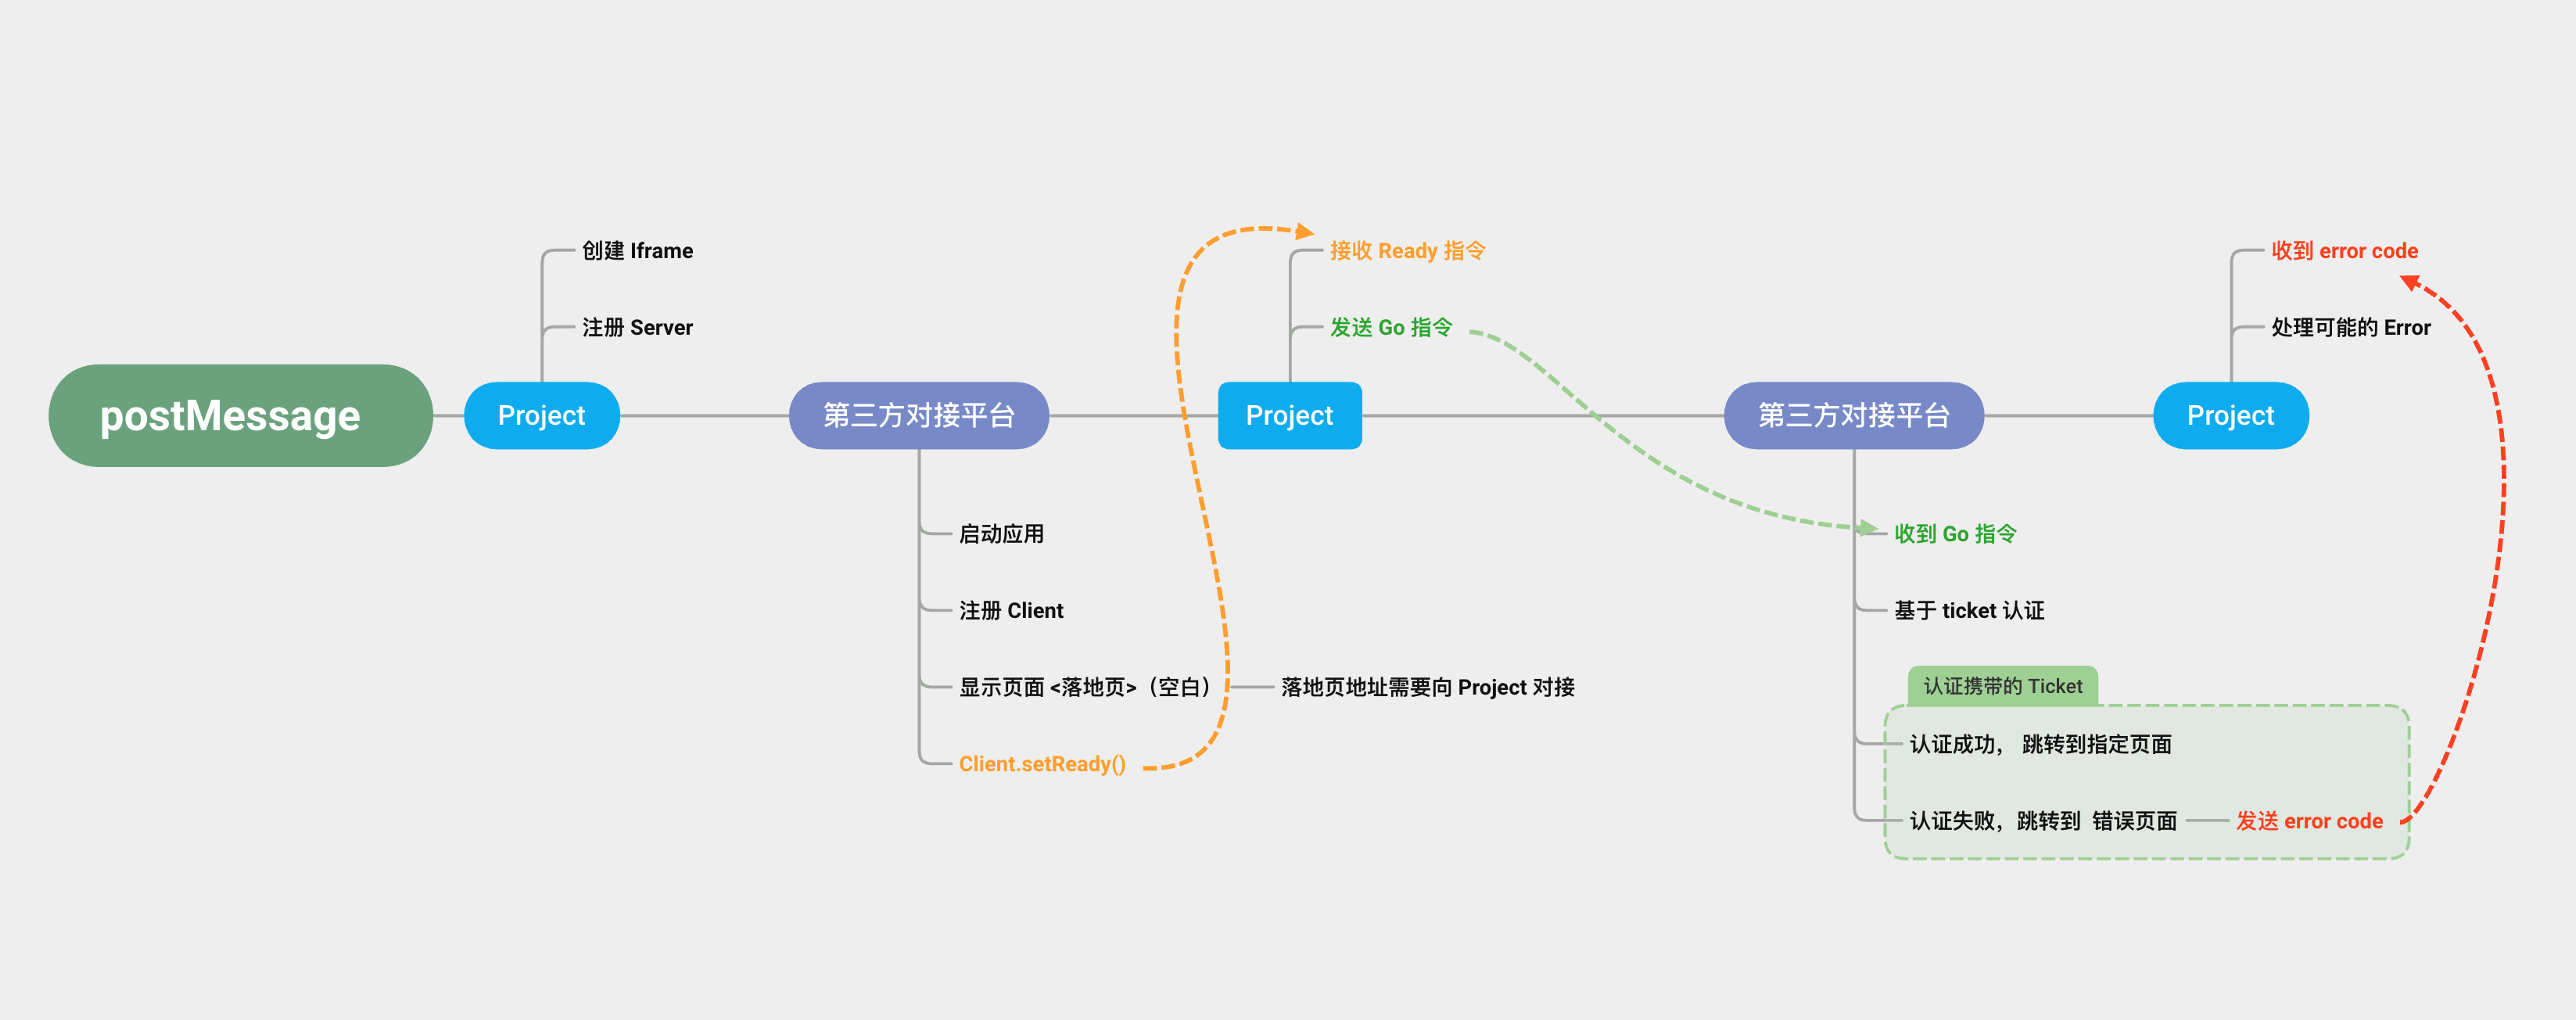 postMessage
Project
创建 Iframe
注册 Server
第三方对接平台
启动应用
注册 Client
显示页面 <落地页>（空白）
落地页地址需要向 Project 对接
Client.setReady()
Project
接收 Ready 指令
发送 Go 指令
第三方对接平台
收到 Go 指令
基于 ticket 认证
认证携带的 Ticket
认证成功， 跳转到指定页面
认证失败，跳转到 错误页面
发送 error code
Project
收到 error code
处理可能的 Error